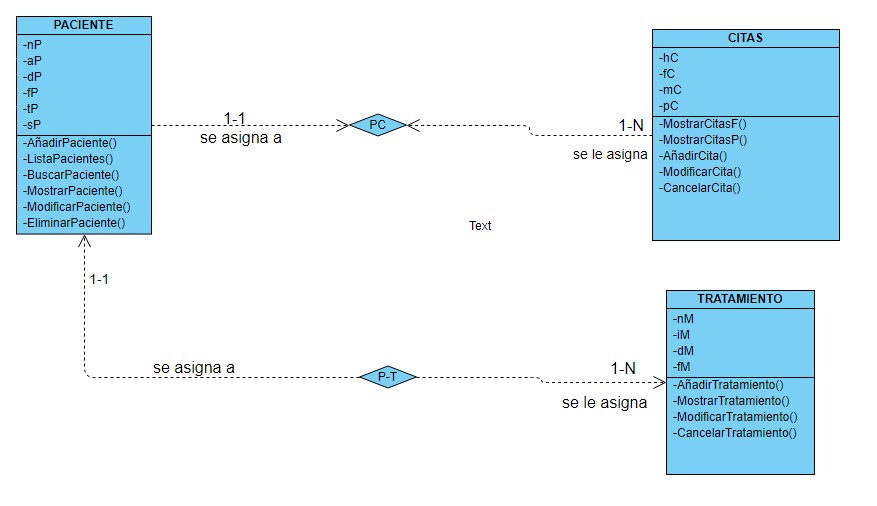 PACIENTE
-nP
-aP
-dP
-fP
-tP
-sP
-AñadirPaciente()
-ListaPacientes()
-BuscarPaciente()
-MostrarPaciente()
-ModificarPaciente()
-EliminarPaciente()
1-1
se asigna a
PC
1-N
se le asigna
CITAS
-hC
-fC
-mC
-pC
-MostrarCitasF()
-MostrarCitasP()
-AñadirCita()
-ModificarCita()
-CancelarCita()
Text
1-1
se asigna a
P-T
1-N
se le asigna
TRATAMIENTO
-nM
-iM
-dM
-fM
-AñadirTratamiento()
-MostrarTratamiento()
-ModificarTratamiento()
-CancelarTratamiento()